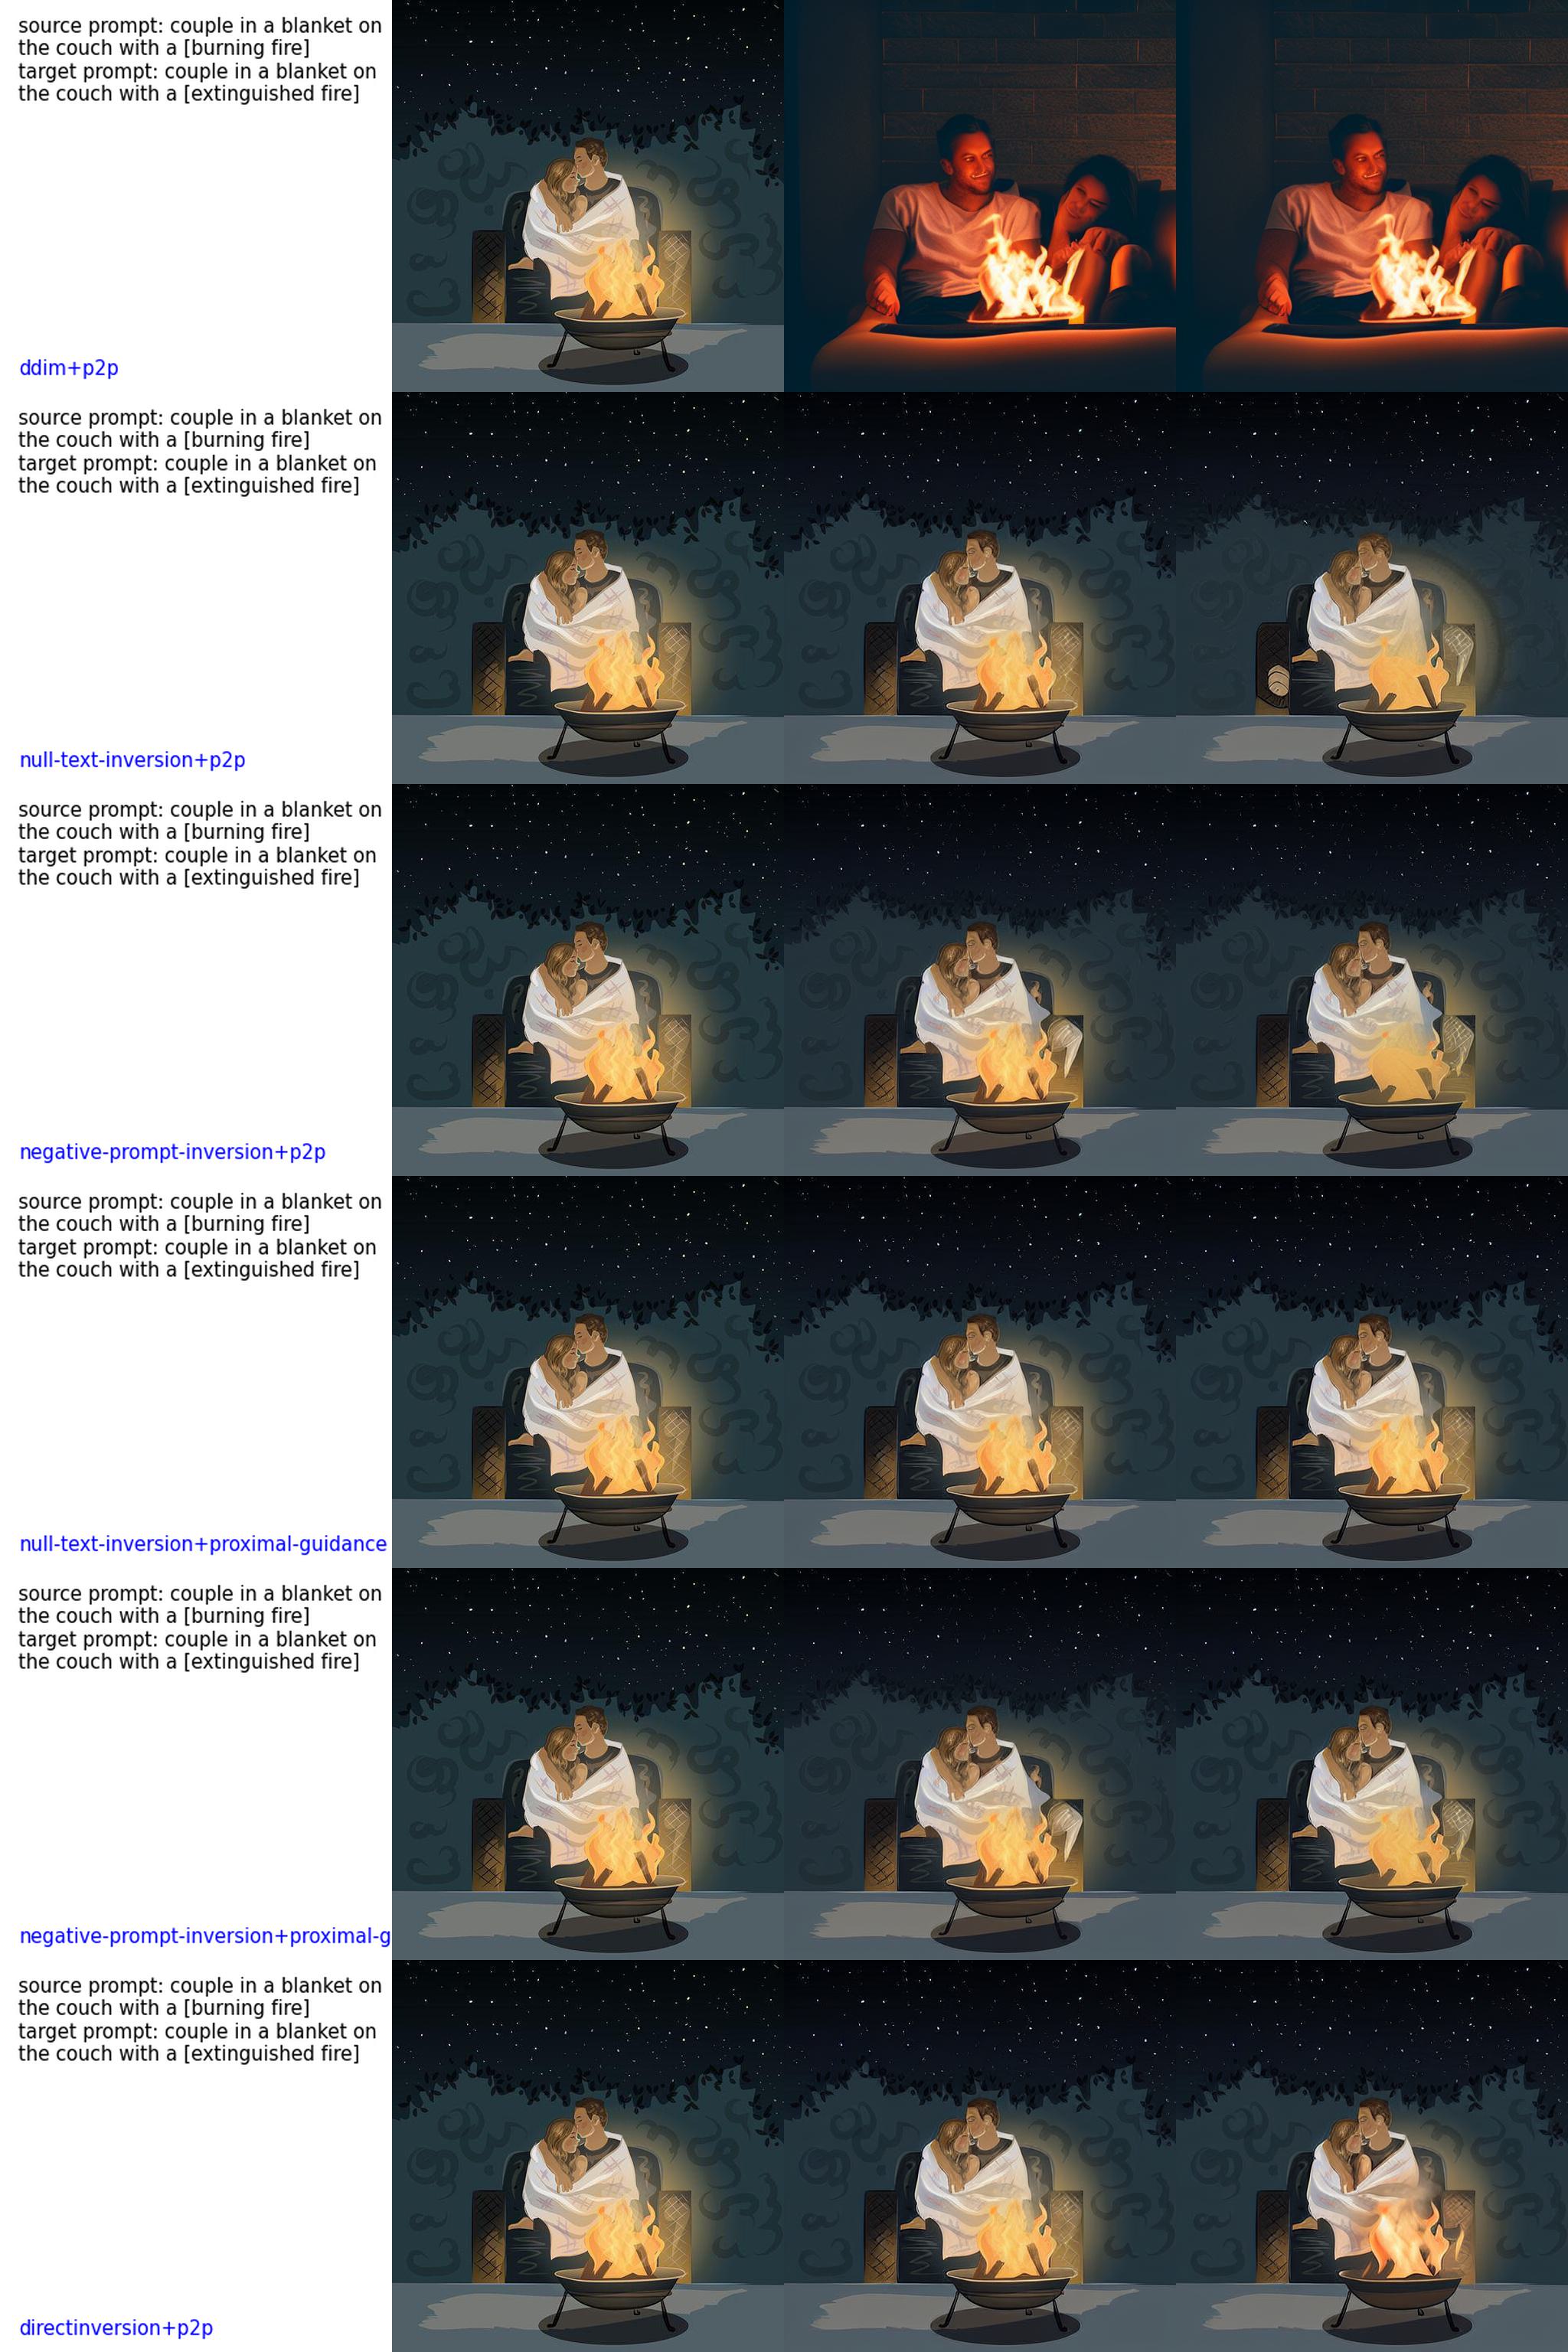 source prompt: couple in a blanket on
the couch with a [burning fire]
target prompt: couple in a blanket on
the couch with a [extinguished fire]
ddim+p2p
source prompt: couple in a blanket on
the couch with a [burning fire]
target prompt: couple in a blanket on
the couch with a [extinguished fire]
null-text-inversion+p2p
source prompt: couple in a blanket on
the couch with a [burning fire]
target prompt: couple in a blanket on
the couch with a [extinguished fire]
negative-prompt-inversion+p2p
source prompt: couple in a blanket on
the couch with a [burning fire]
target prompt: couple in a blanket on
the couch with a [extinguished fire]
null-text-inversion+proximal-guidance
source prompt: couple in a blanket on
the couch with a [burning fire]
target prompt: couple in a blanket on
the couch with a [extinguished fire]
negative-prompt-inversion+proximal-g
source prompt: couple in a blanket on
the couch with a [burning fire]
target prompt: couple in a blanket on
the couch with a [extinguished fire]
directinversion+p2p